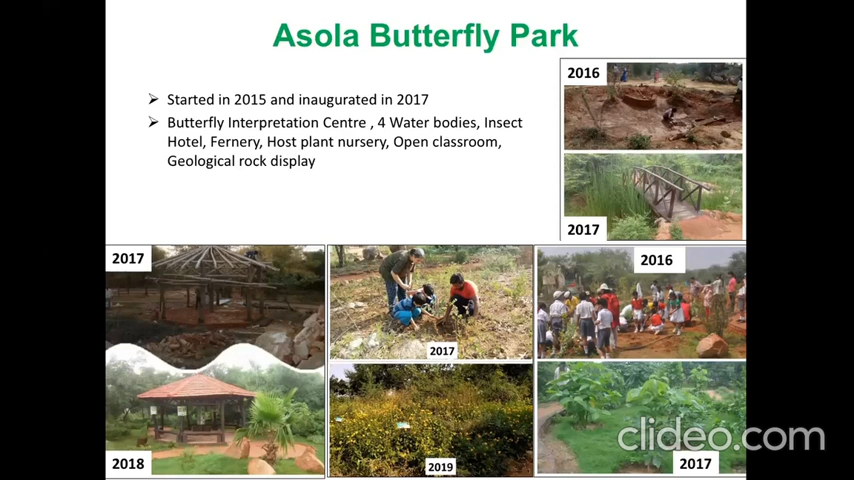 Asola Butterfly Park
➢ Started in 2015 and inaugurated in 2017
➢ Butterfly Interpretation Centre , 4 Water bodies, Insect
Hotel, Fernery, Host plant nursery, Open classroom,
Geological rock display
2016
2017
2017
2018
2017
2019
2016
2017
clideo.com